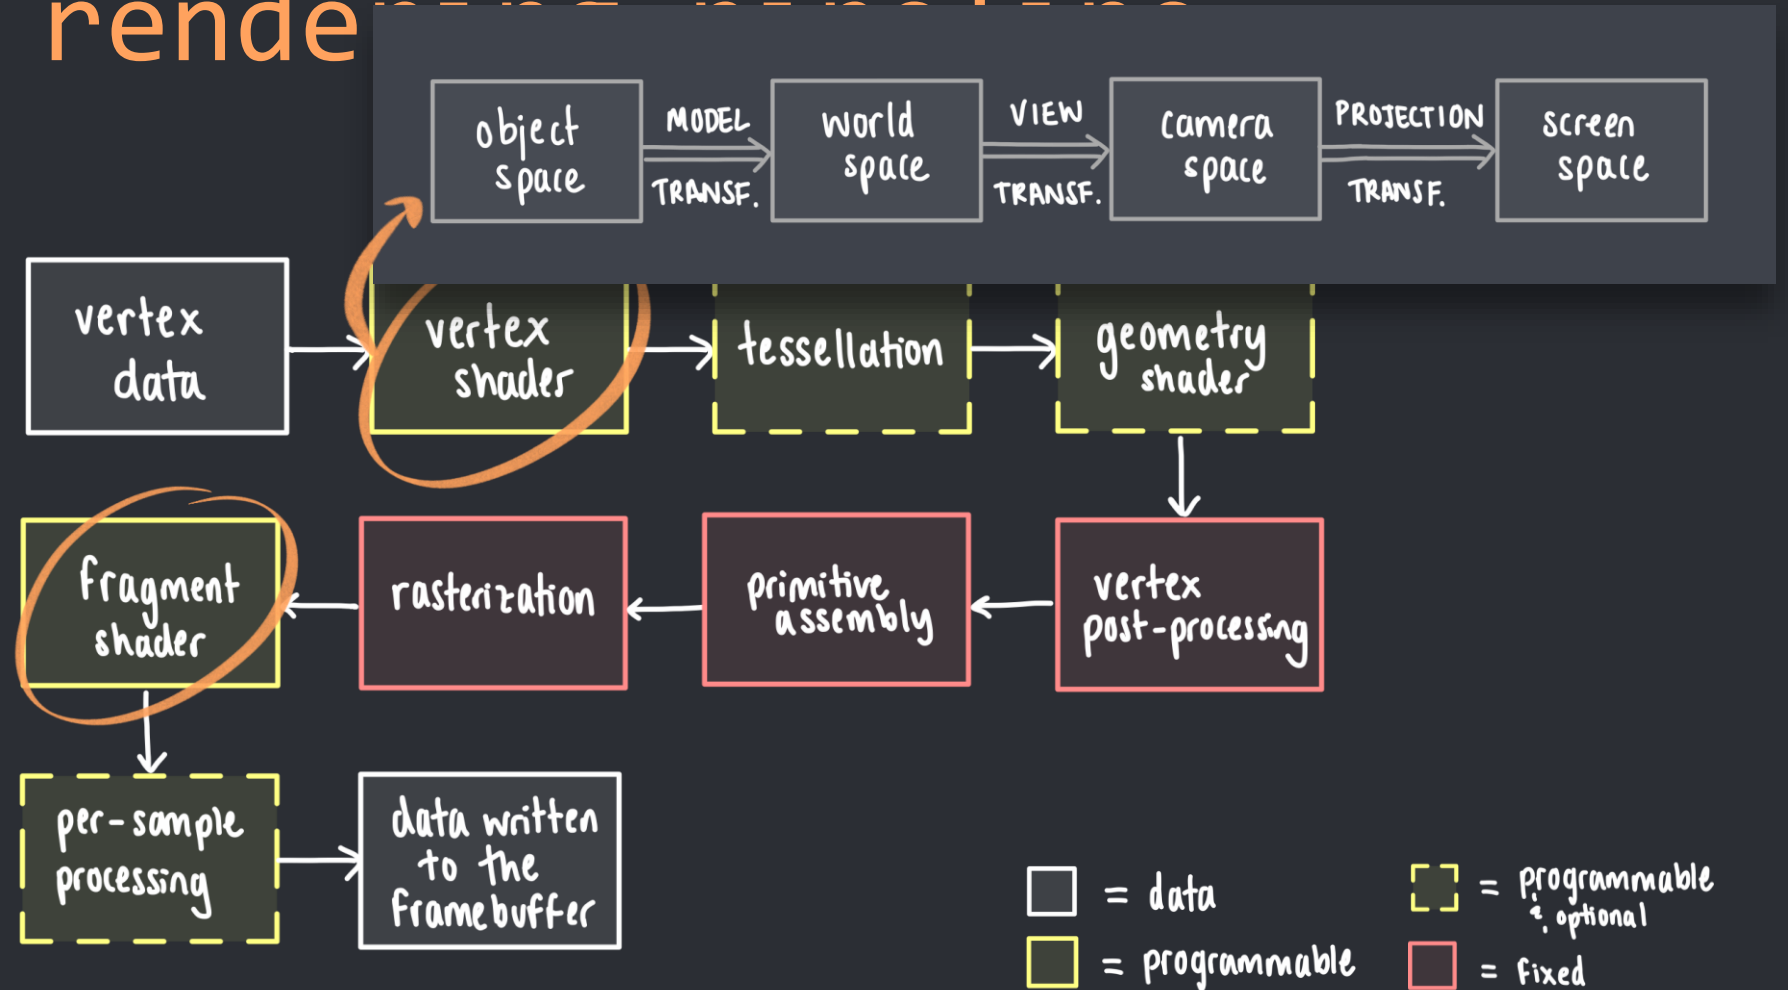 rendering pipeline
object
space
MODEL
TRANSF.
world
space
VIEW
TRANSF.
camera
space
PROJECTION
TRANSF.
screen
space
vertex
data
vertex
shader
tessellation
geometry
shader
fragment
shader
rasterization
primitive
assembly
vertex
post-processing
per-sample
processing
data written
to the
framebuffer
= data
= programmable
= programmable
& optional
= fixed